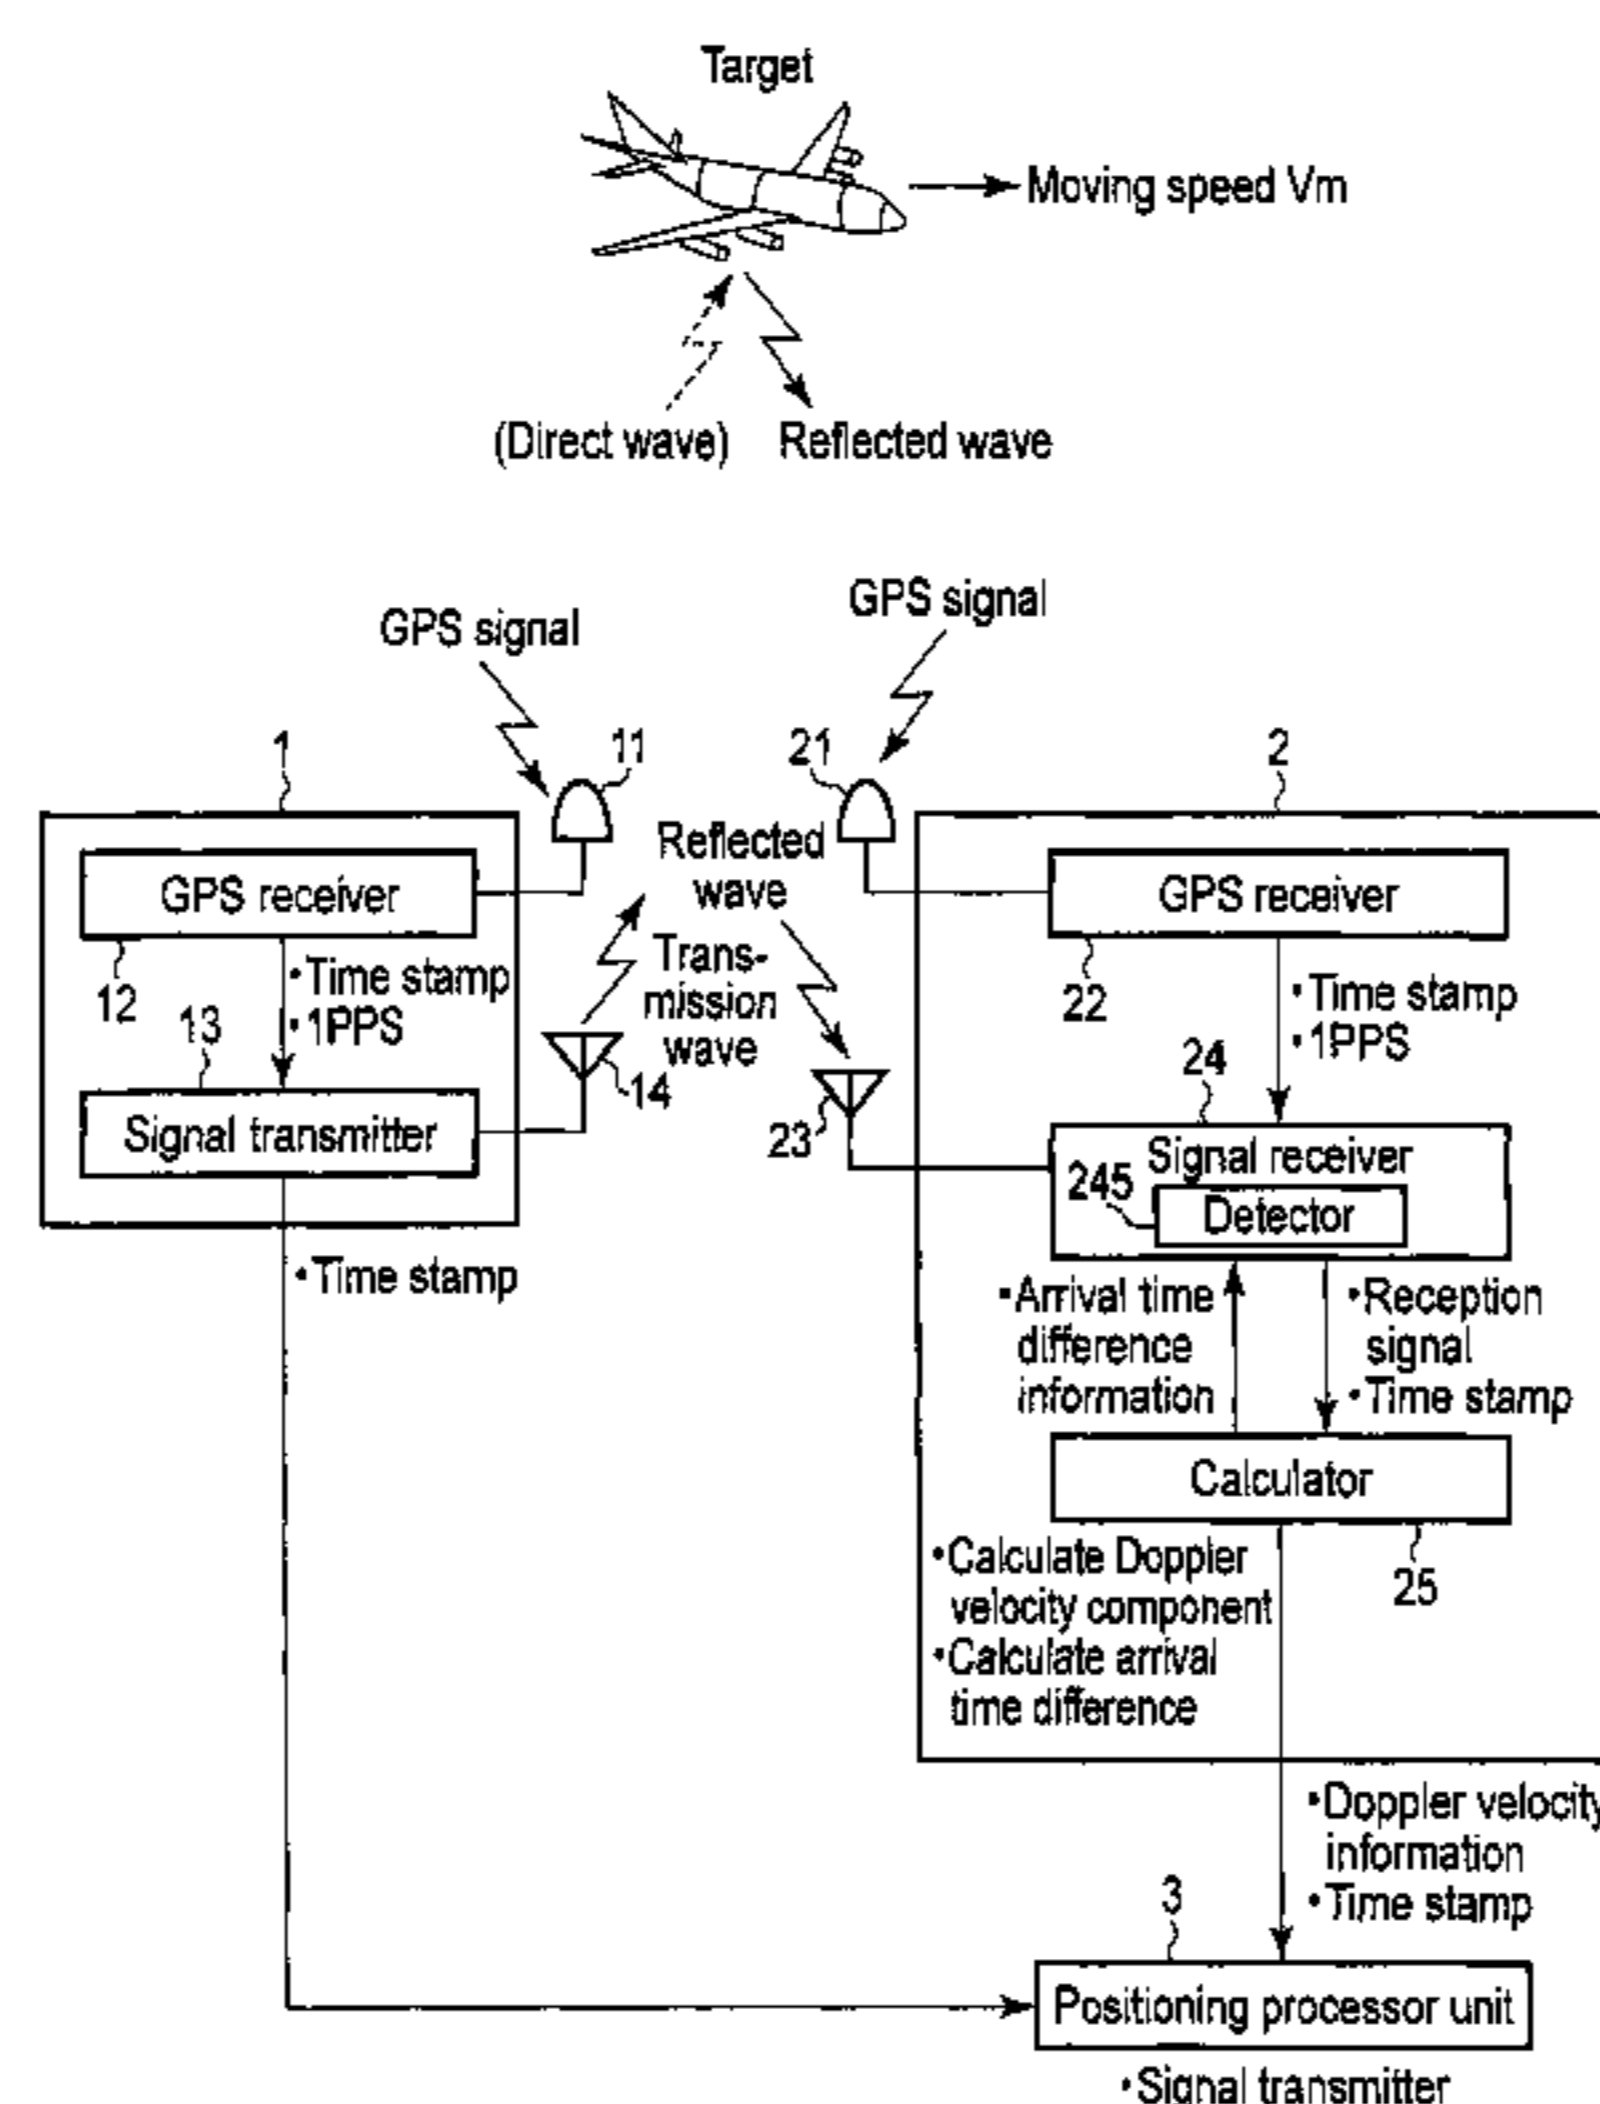 Target
Moving speed Vm
(Direct wave)
Reflected wave
GPS signal
GPS signal
1
11
21
2
Reflected
wave
GPS receiver
GPS receiver
12
• Time stamp
• 1PPS
Trans-
mission
wave
22
• Time stamp
• 1PPS
13
14
24
23
Signal transmitter
Signal receiver
245
Detector
• Time stamp
• Arrival time
difference
information
• Reception
signal
• Time stamp
Calculator
25
• Calculate Doppler
velocity component
• Calculate arrival
time difference
• Doppler velocity
information
• Time stamp
3
Positioning processor unit
• Signal transmitter